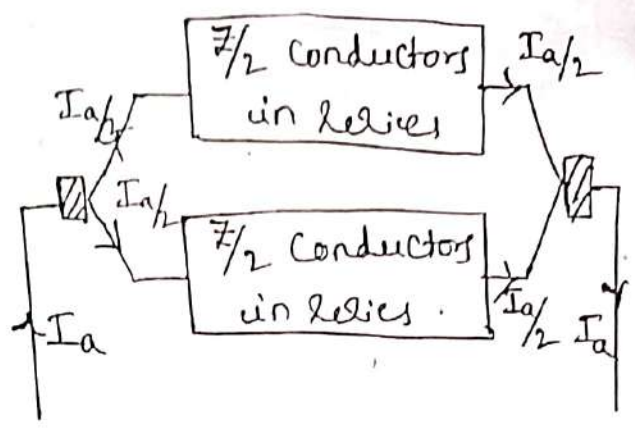 Z/2 Conductors
in series
Ia/2
Ia/2
Ia/2
Z/2 Conductors
in series.
Ia/2
Ia
Ia